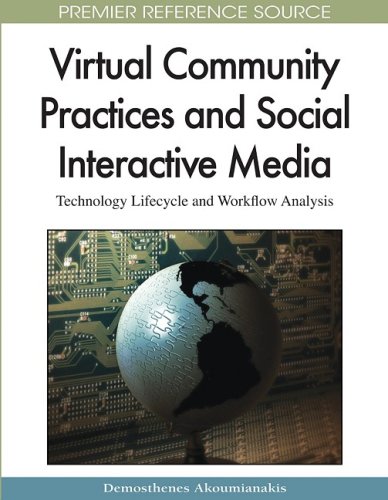 PREMIER REFERENCE SOURCE
Virtual Community
Practices and Social
Interactive Media
Technology Lifecycle and Workflow Analysis
Demosthenes Akoumianakis